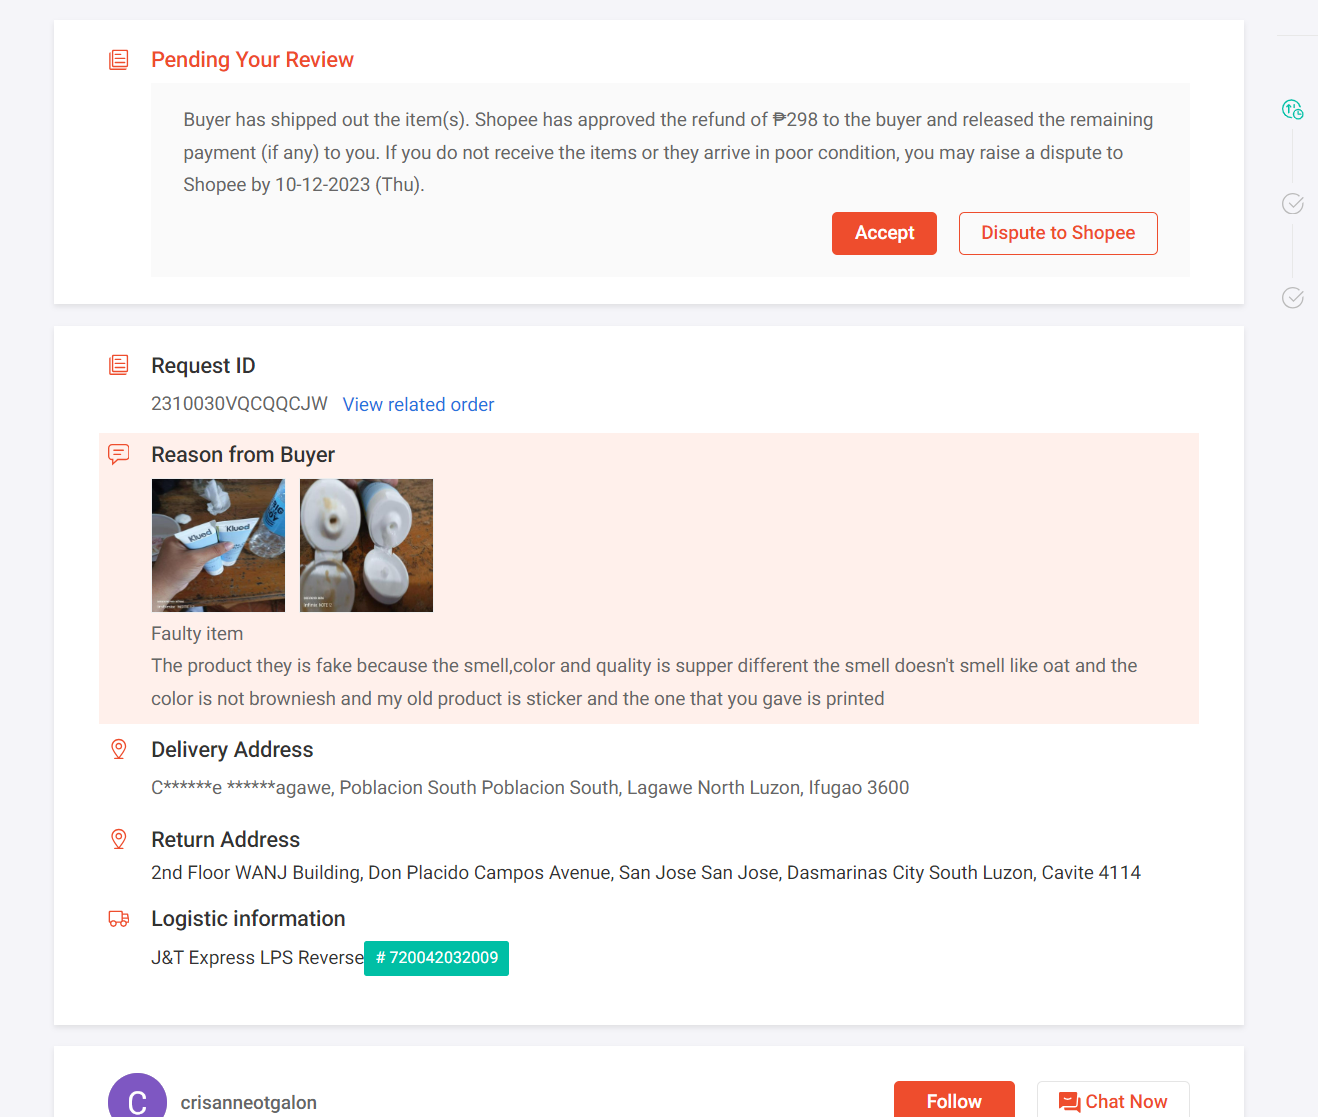 Pending Your Review
Buyer has shipped out the item(s). Shopee has approved the refund of ₱298 to the buyer and released the remaining
payment (if any) to you. If you do not receive the items or they arrive in poor condition, you may raise a dispute to
Shopee by 10-12-2023 (Thu).
Accept
Dispute to Shopee
Request ID
2310030VQCQQCJW View related order
Reason from Buyer
Klued Klued
Faulty item
The product they is fake because the smell,color and quality is supper different the smell doesn't smell like oat and the
color is not browniesh and my old product is sticker and the one that you gave is printed
Delivery Address
C******e ******agawe, Poblacion South Poblacion South, Lagawe North Luzon, Ifugao 3600
Return Address
2nd Floor WANJ Building, Don Placido Campos Avenue, San Jose San Jose, Dasmarinas City South Luzon, Cavite 4114
Logistic information
J&T Express LPS Reverse # 720042032009
C
crisanneotgalon
Follow
Chat Now